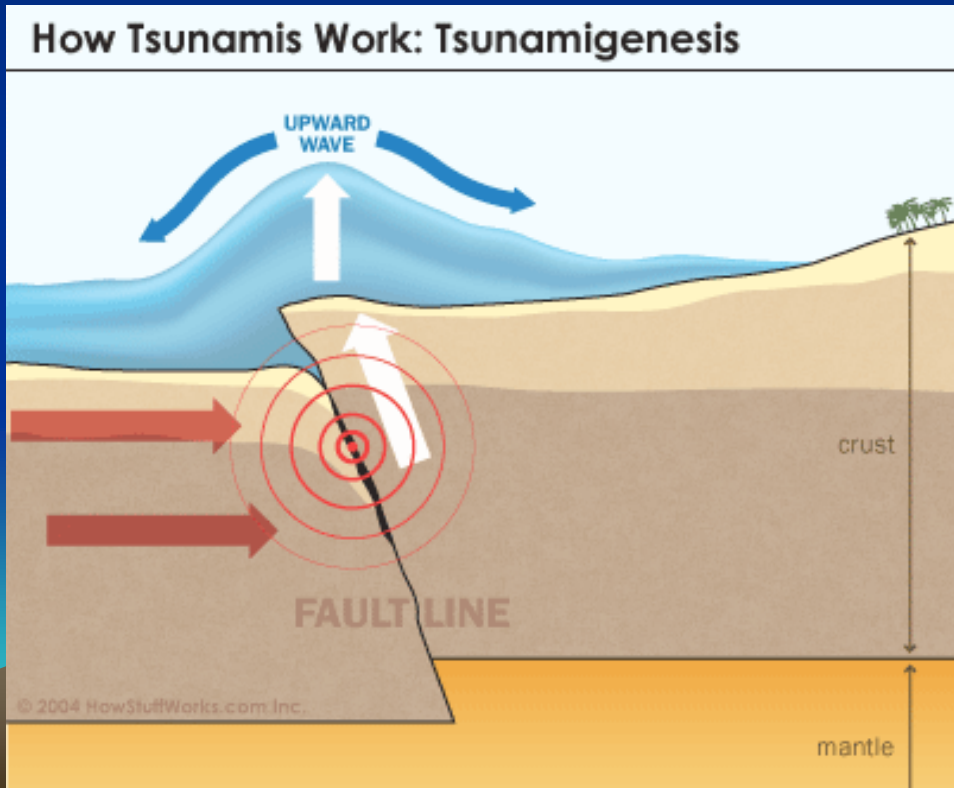 How Tsunamis Work: Tsunamigenesis
UPWARD
WAVE
crust
FAULT LINE
© 2004 HowStuffWorks.com Inc.
mantle